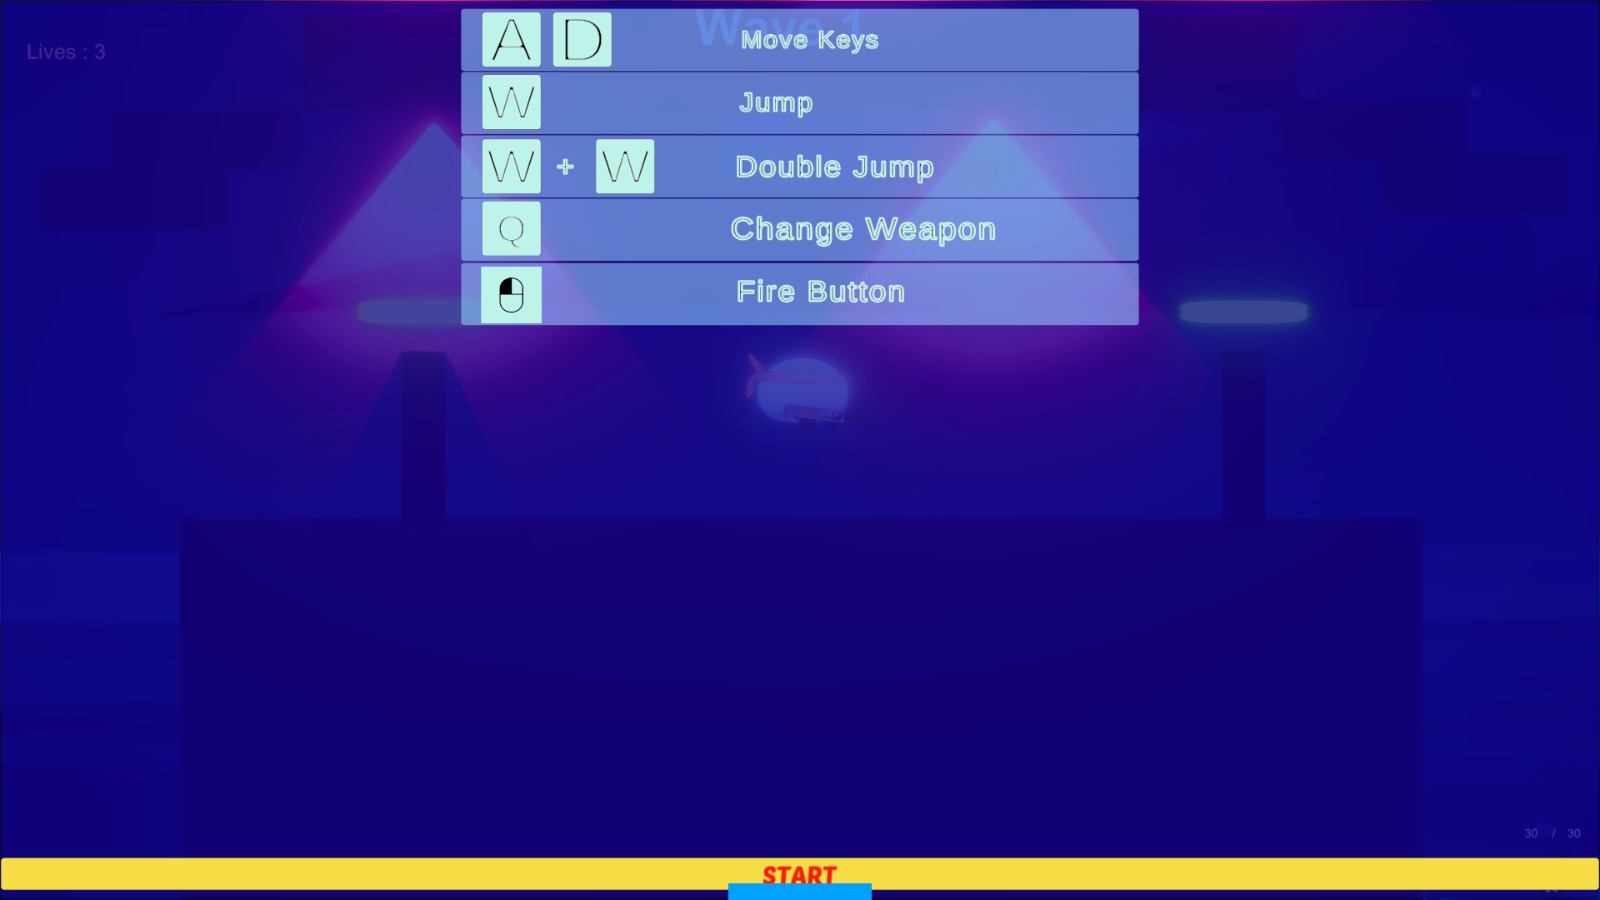 Wave 1
Lives : 3
A D Move Keys
W Jump
W + W Double Jump
Q Change Weapon
Fire Button
30 / 30
START